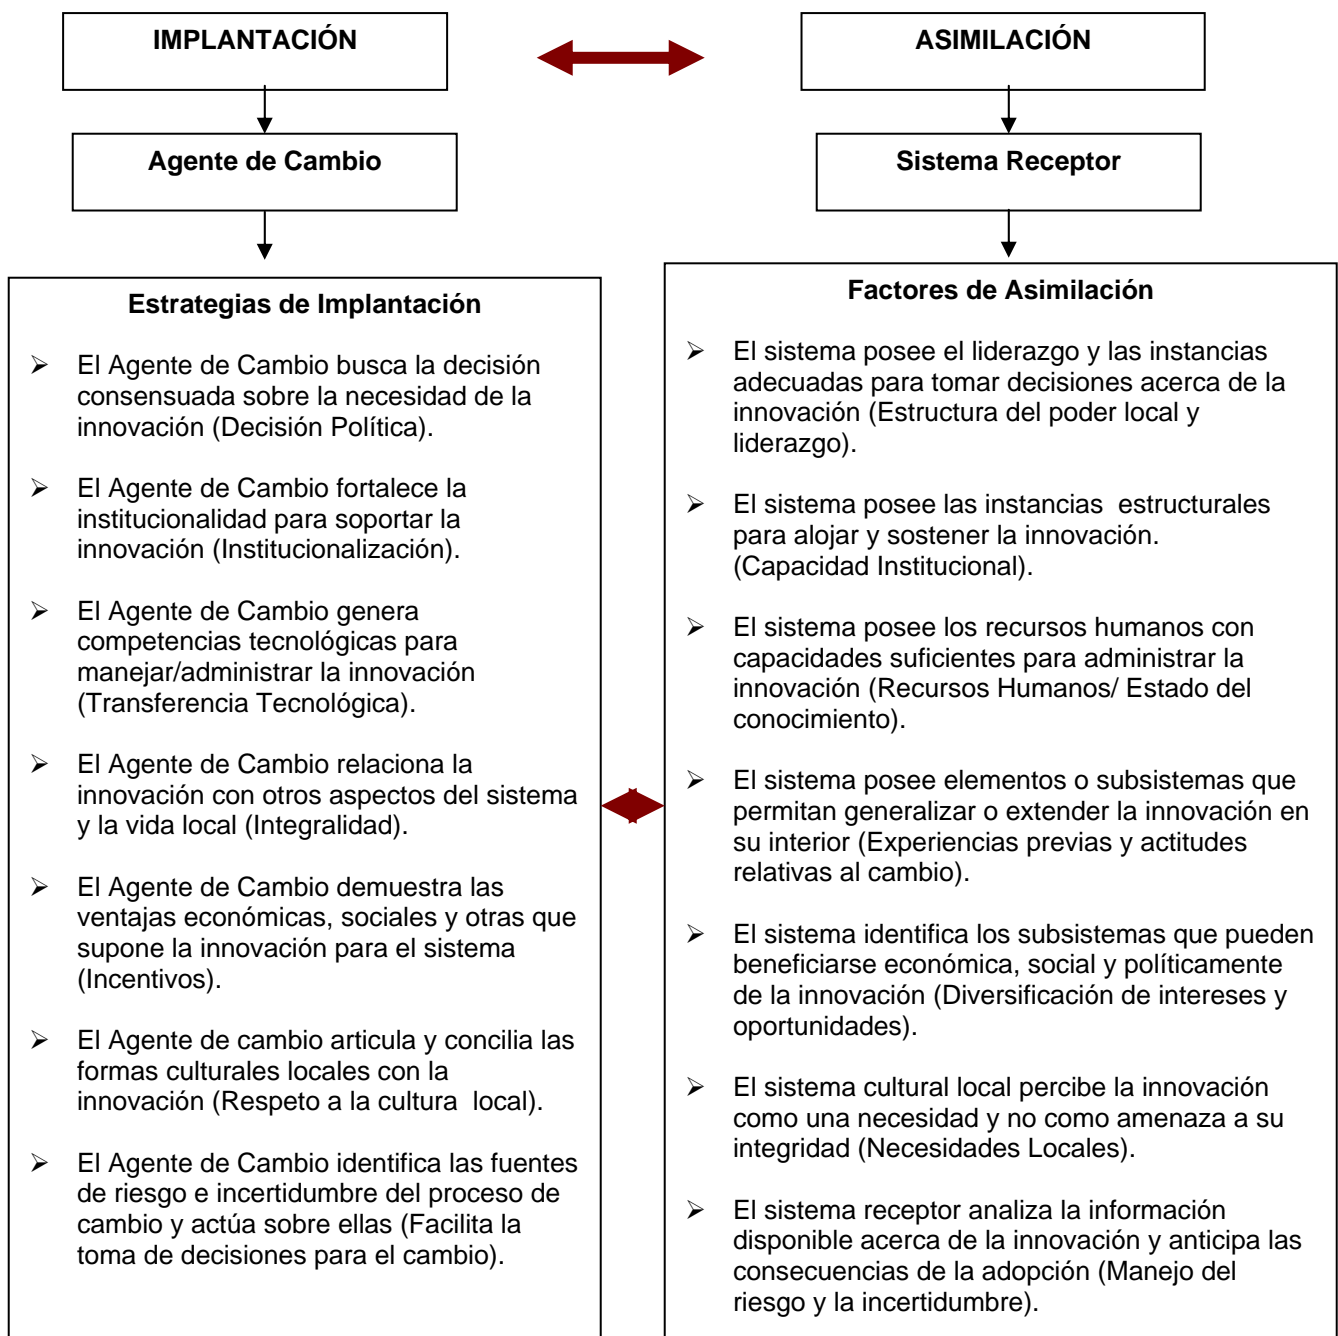 IMPLANTACIÓN
Agente de Cambio
Estrategias de Implantación
➢ El Agente de Cambio busca la decisión
consensuada sobre la necesidad de la
innovación (Decisión Política).
➢ El Agente de Cambio fortalece la
institucionalidad para soportar la
innovación (Institucionalización).
➢ El Agente de Cambio genera
competencias tecnológicas para
manejar/administrar la innovación
(Transferencia Tecnológica).
➢ El Agente de Cambio relaciona la
innovación con otros aspectos del sistema
y la vida local (Integralidad).
➢ El Agente de Cambio demuestra las
ventajas económicas, sociales y otras que
supone la innovación para el sistema
(Incentivos).
➢ El Agente de cambio articula y concilia las
formas culturales locales con la
innovación (Respeto a la cultura local).
➢ El Agente de Cambio identifica las fuentes
de riesgo e incertidumbre del proceso de
cambio y actúa sobre ellas (Facilita la
toma de decisiones para el cambio).
ASIMILACIÓN
Sistema Receptor
Factores de Asimilación
➢ El sistema posee el liderazgo y las instancias
adecuadas para tomar decisiones acerca de la
innovación (Estructura del poder local y
liderazgo).
➢ El sistema posee las instancias estructurales
para alojar y sostener la innovación.
(Capacidad Institucional).
➢ El sistema posee los recursos humanos con
capacidades suficientes para administrar la
innovación (Recursos Humanos/ Estado del
conocimiento).
➢ El sistema posee elementos o subsistemas que
permitan generalizar o extender la innovación en
su interior (Experiencias previas y actitudes
relativas al cambio).
➢ El sistema identifica los subsistemas que pueden
beneficiarse económica, social y políticamente
de la innovación (Diversificación de intereses y
oportunidades).
➢ El sistema cultural local percibe la innovación
como una necesidad y no como amenaza a su
integridad (Necesidades Locales).
➢ El sistema receptor analiza la información
disponible acerca de la innovación y anticipa las
consecuencias de la adopción (Manejo del
riesgo y la incertidumbre).